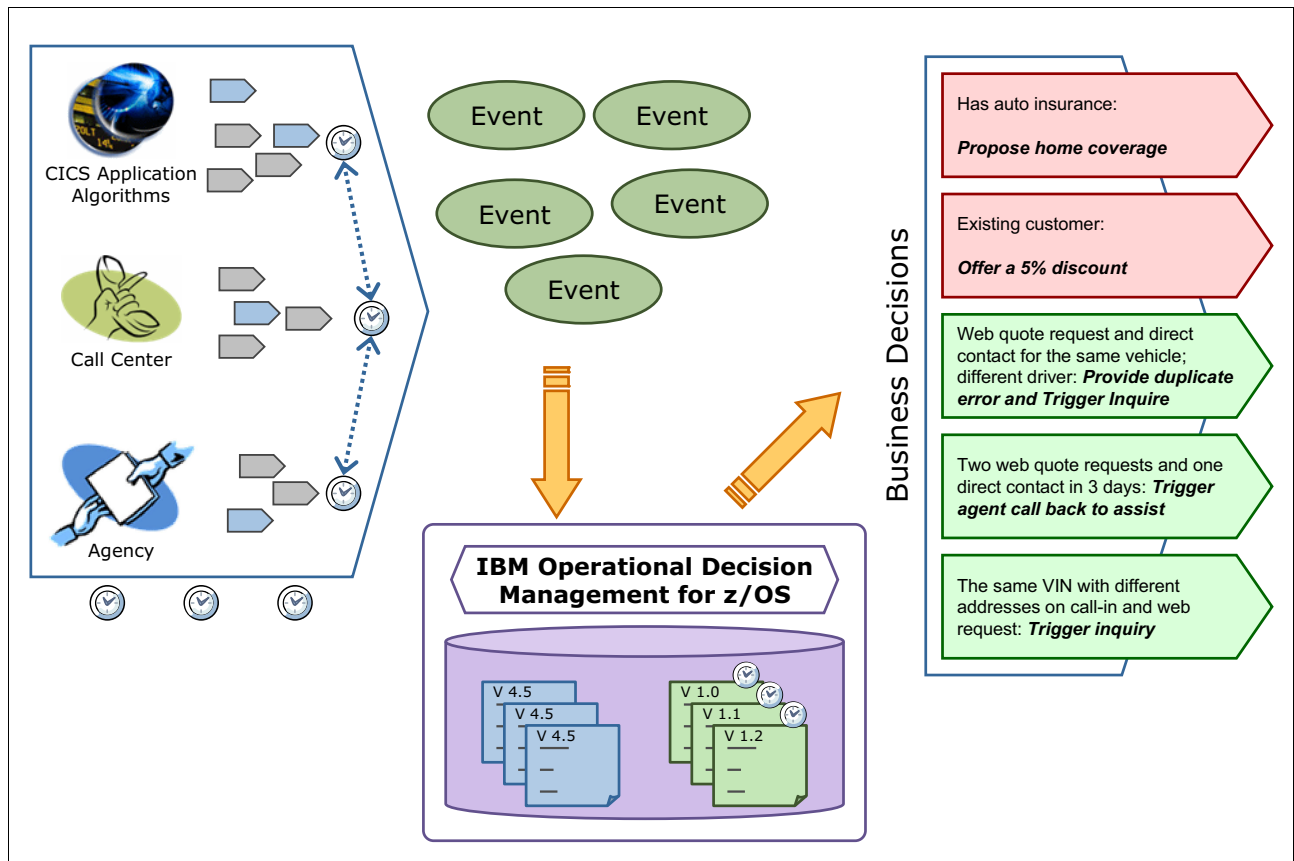 CICS Application
Algorithms
Call Center
Agency
Event
Event
Event
Event
Event
IBM Operational Decision
Management for z/OS
V 4.5
V 4.5
V 4.5
V 1.0
V 1.1
V 1.2
Business Decisions
Has auto insurance:
Propose home coverage
Existing customer:
Offer a 5% discount
Web quote request and direct
contact for the same vehicle;
different driver: Provide duplicate
error and Trigger Inquire
Two web quote requests and one
direct contact in 3 days: Trigger
agent call back to assist
The same VIN with different
addresses on call-in and web
request: Trigger inquiry